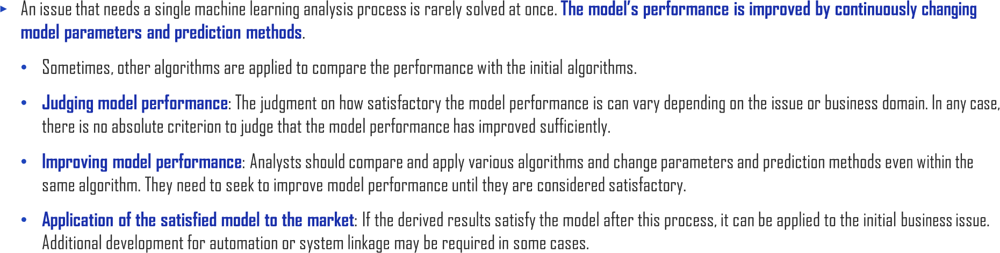 ▸ An issue that needs a single machine learning analysis process is rarely solved at once. The model's performance is improved by continuously changing
model parameters and prediction methods.
• Sometimes, other algorithms are applied to compare the performance with the initial algorithms.
• Judging model performance: The judgment on how satisfactory the model performance is can vary depending on the issue or business domain. In any case,
there is no absolute criterion to judge that the model performance has improved sufficiently.
• Improving model performance: Analysts should compare and apply various algorithms and change parameters and prediction methods even within the
same algorithm. They need to seek to improve model performance until they are considered satisfactory.
• Application of the satisfied model to the market: If the derived results satisfy the model after this process, it can be applied to the initial business issue.
Additional development for automation or system linkage may be required in some cases.